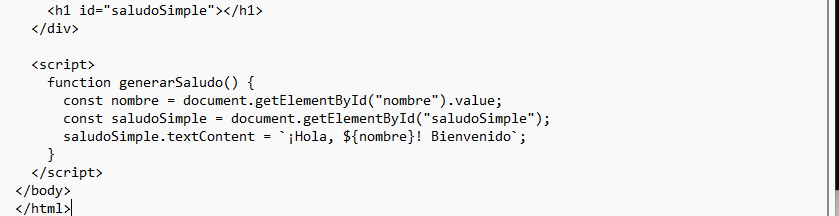 <h1 id="saludoSimple"></h1>
</div>
<script>
function generarSaludo() {
const nombre = document.getElementById("nombre").value;
const saludoSimple = document.getElementById("saludoSimple");
saludoSimple.textContent = `¡Hola, ${nombre}! Bienvenido`;
}
</script>
</body>
</html>